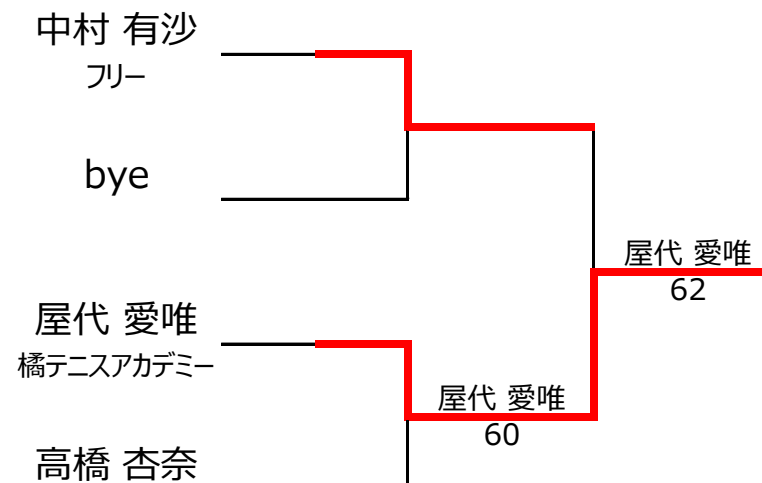 中村 有沙
フリー
bye
屋代 愛唯
62
屋代 愛唯
橘テニスアカデミー
屋代 愛唯
60
高橋 杏奈